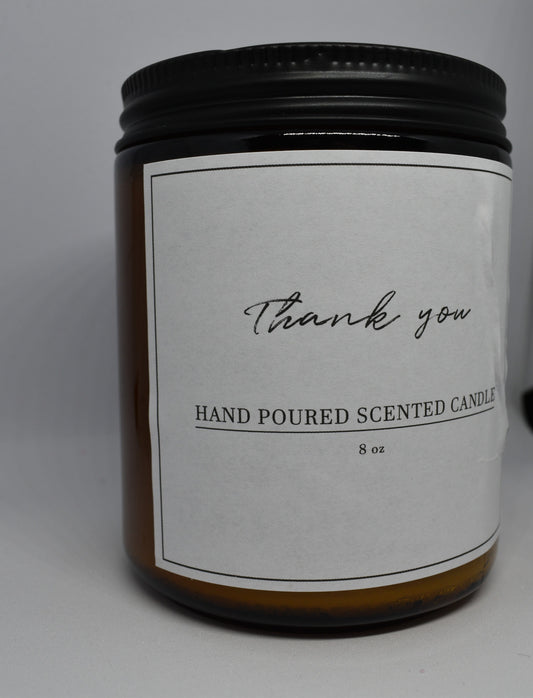 Thank you
HAND POURED SCENTED CANDLE
8 oz